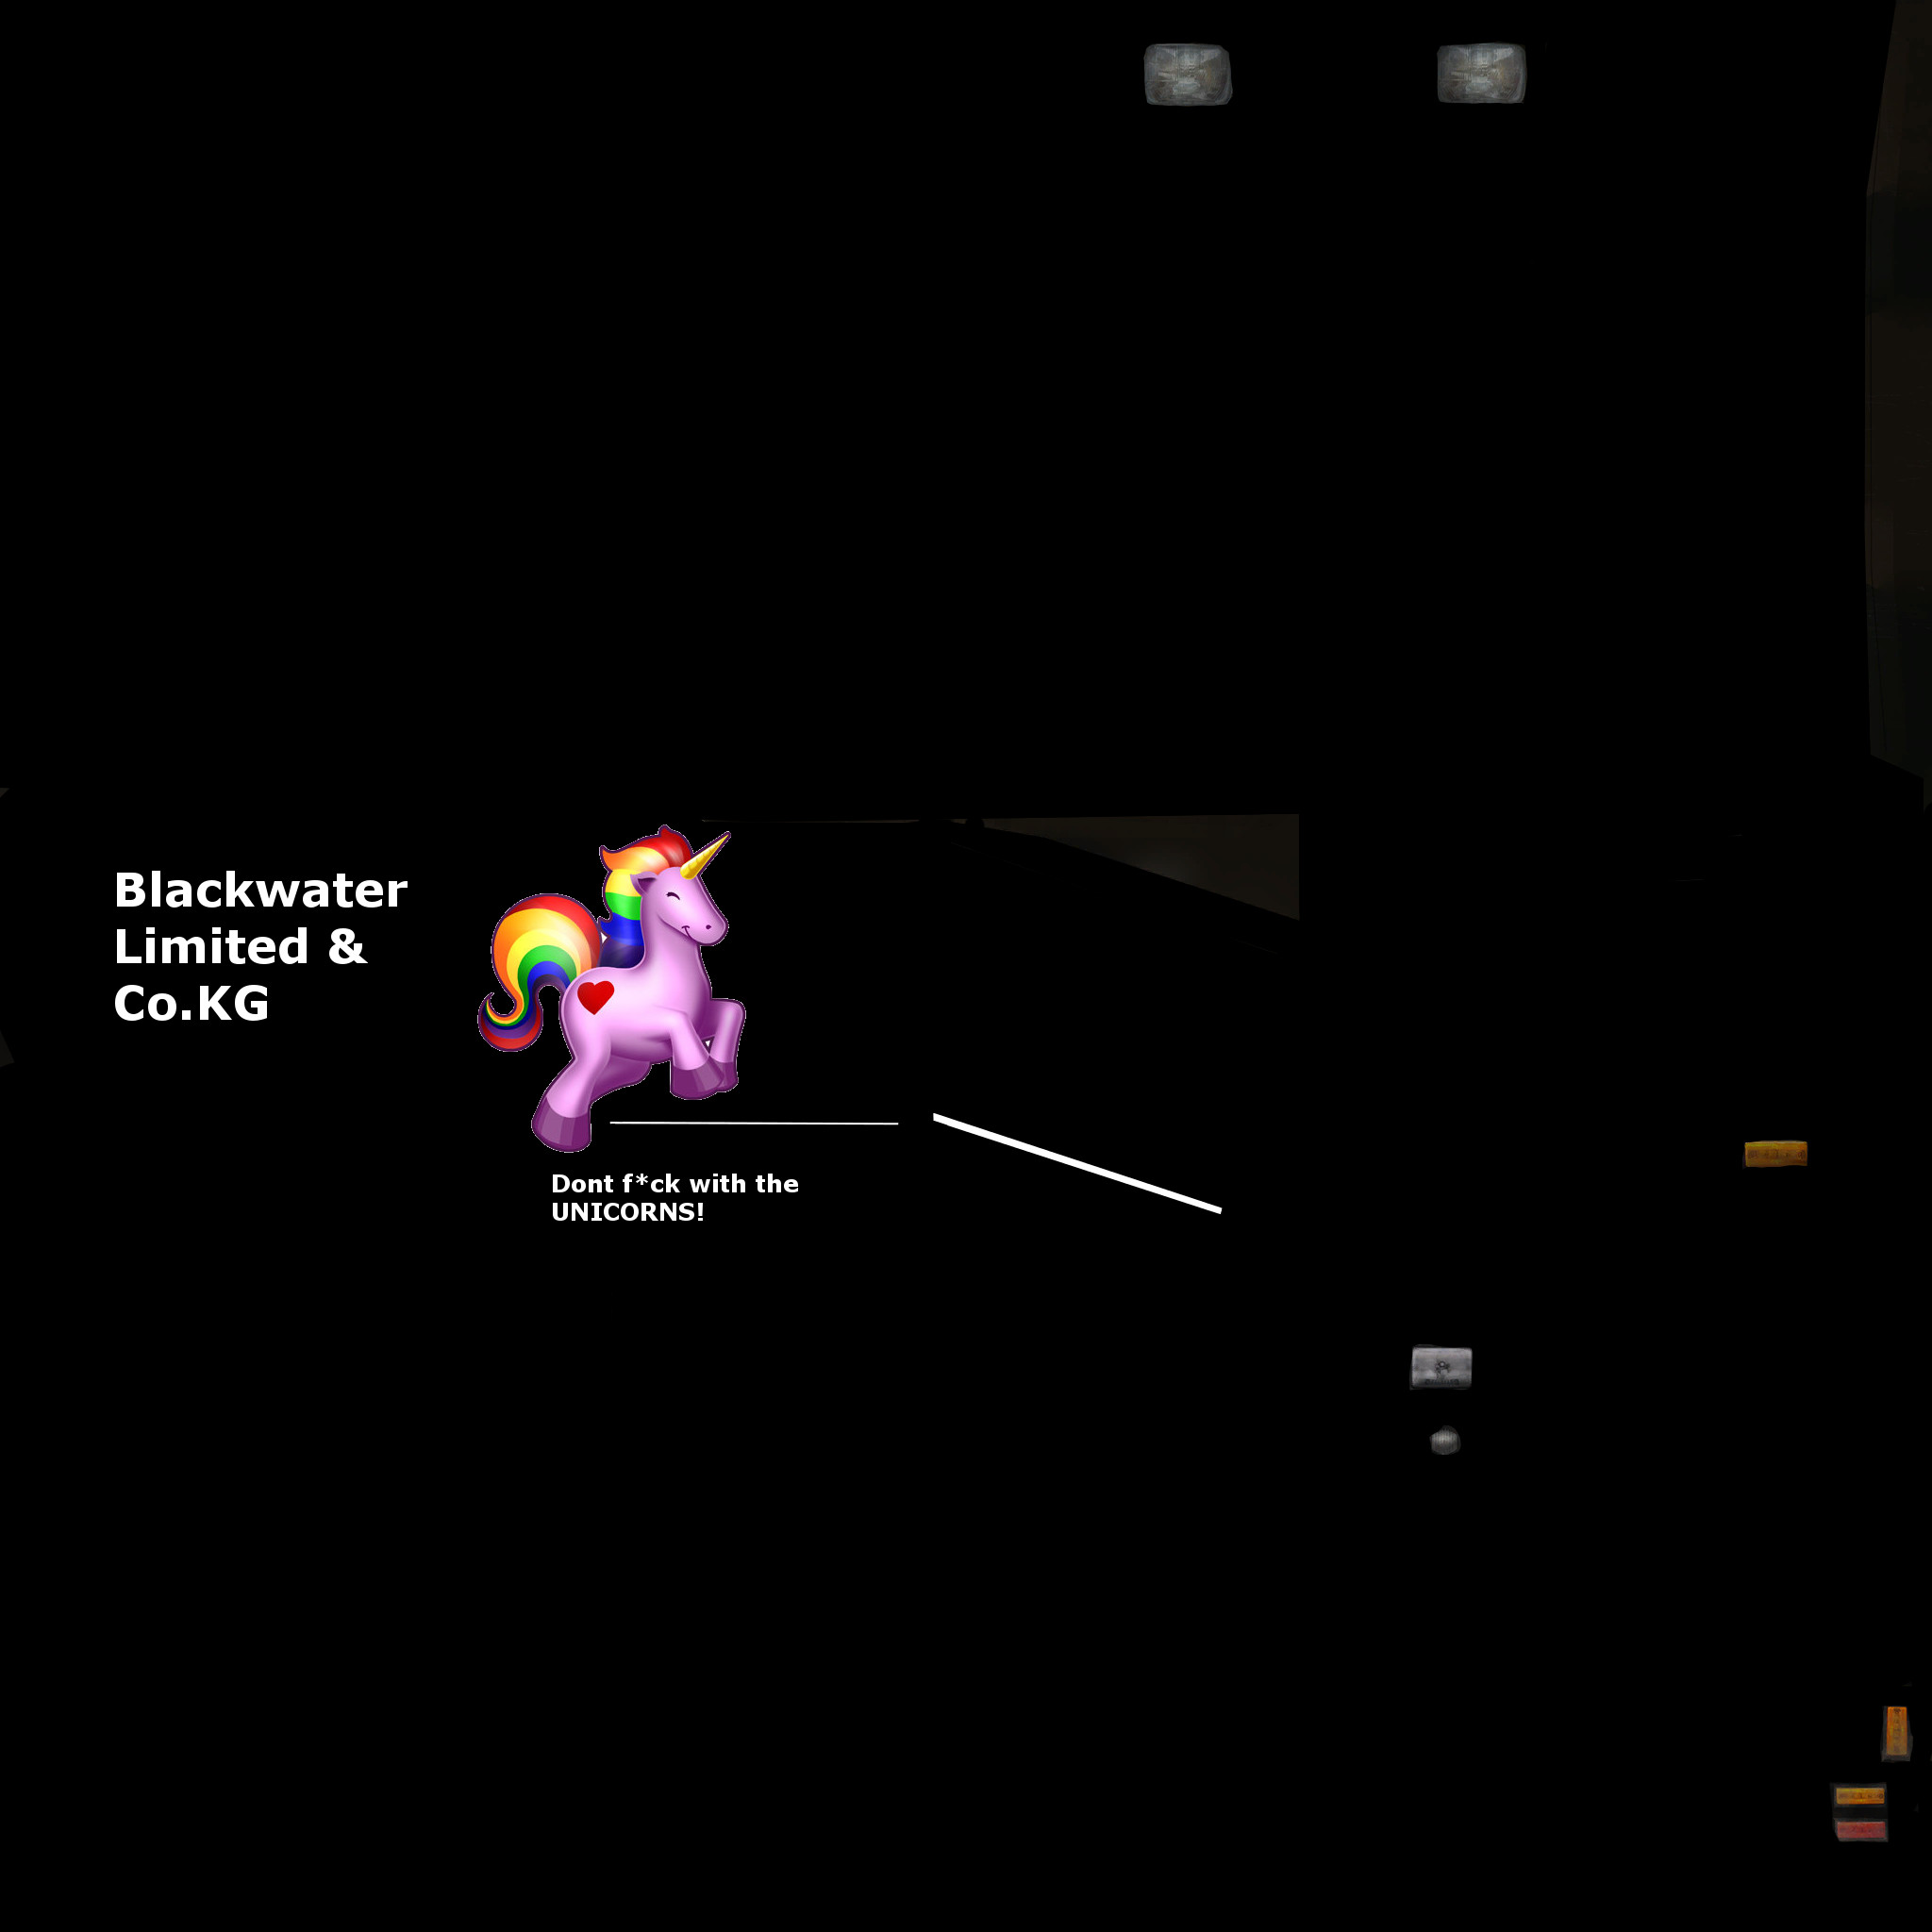 Blackwater
Limited &
Co.KG
Dont f*ck with the
UNICORNS!